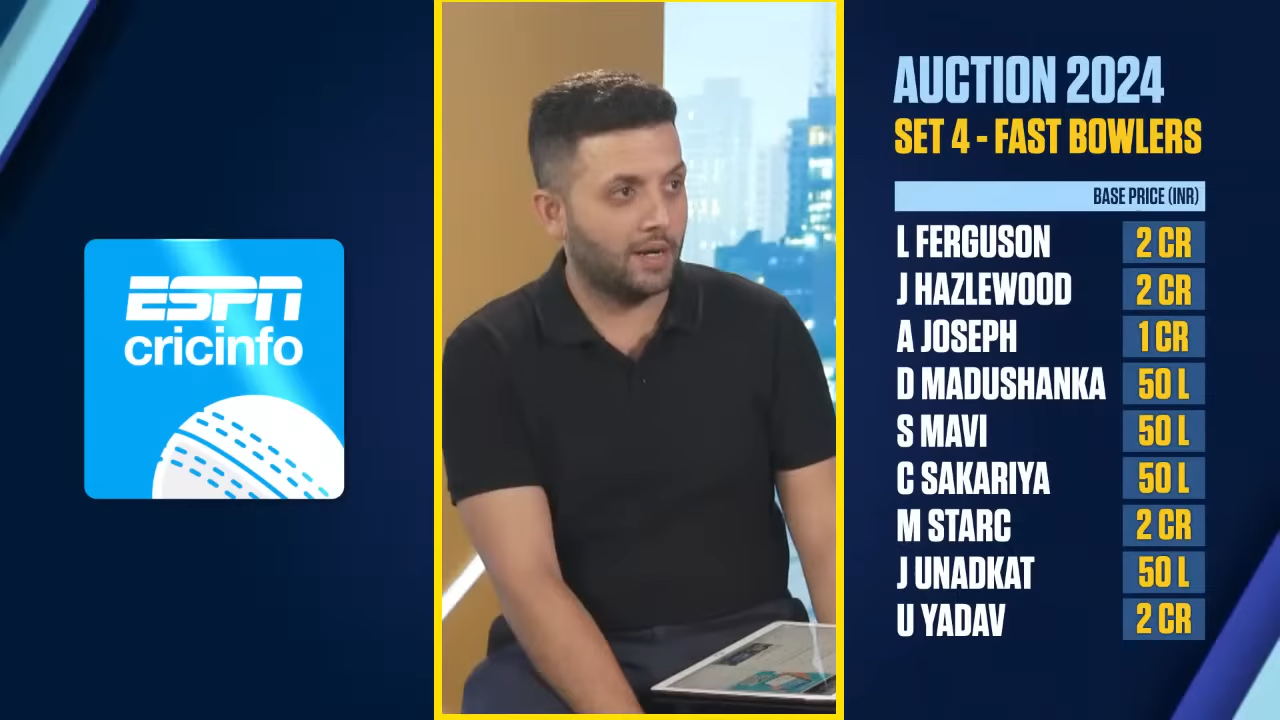 ESPN
cricinfo
AUCTION 2024
SET 4 - FAST BOWLERS
BASE PRICE (INR)
L FERGUSON 2 CR
J HAZLEWOOD 2 CR
A JOSEPH 1 CR
D MADUSHANKA 50 L
S MAVI 50 L
C SAKARIYA 50 L
M STARC 2 CR
J UNADKAT 50 L
U YADAV 2 CR